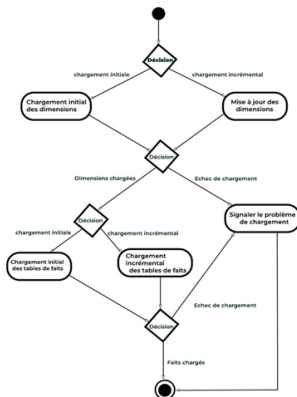 Décision
chargement initiale
chargement incrémental
Chargement initial
des dimensions
Mise à jour des
dimensions
Décision
Dimensions chargées
Echec de chargement
Décision
chargement initiale
chargement incrémental
Signaler le problème
de chargement
Chargement initial
des tables de faits
Chargement
incrémental
des tables de faits
Echec de chargement
Décision
Faits chargés